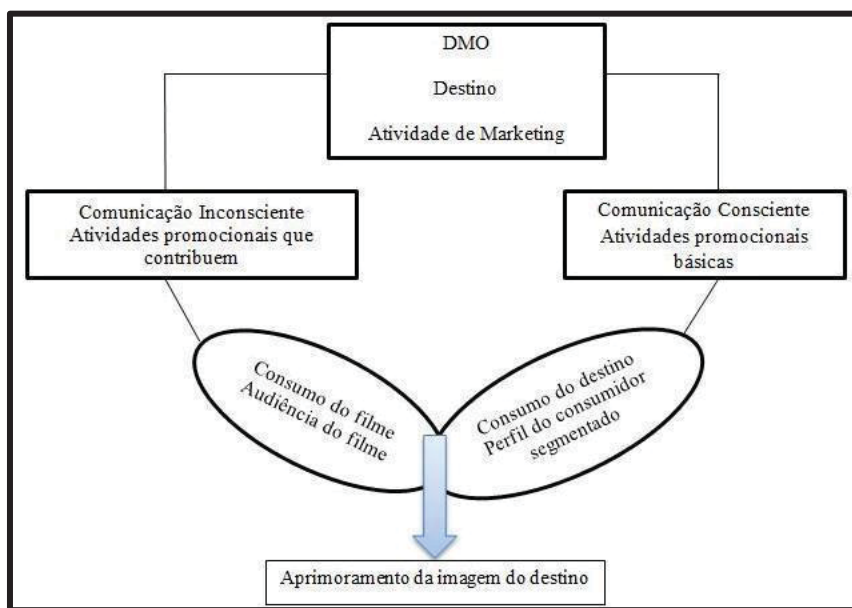 DMO
Destino
Atividade de Marketing
Comunicação Inconsciente
Atividades promocionais que
contribuem
Comunicação Consciente
Atividades promocionais
básicas
Consumo do filme
Audiência do filme
Consumo do destino
Perfil do consumidor
segmentado
Aprimoramento da imagem do destino